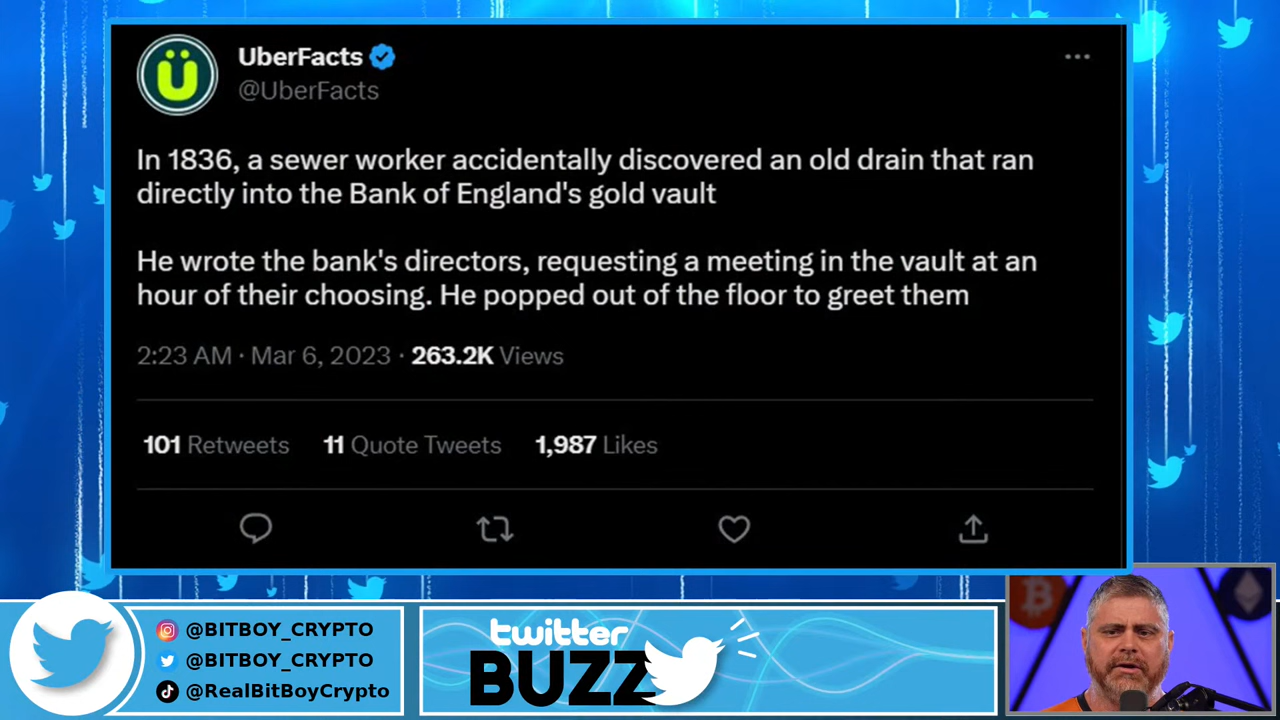 UberFacts
@UberFacts
In 1836, a sewer worker accidentally discovered an old drain that ran
directly into the Bank of England's gold vault
He wrote the bank's directors, requesting a meeting in the vault at an
hour of their choosing. He popped out of the floor to greet them
2:23 AM · Mar 6, 2023 · 263.2K Views
101 Retweets 11 Quote Tweets 1,987 Likes
@BITBOY_CRYPTO
@BITBOY_CRYPTO
@RealBitBoyCrypto
twitter
BUZZ